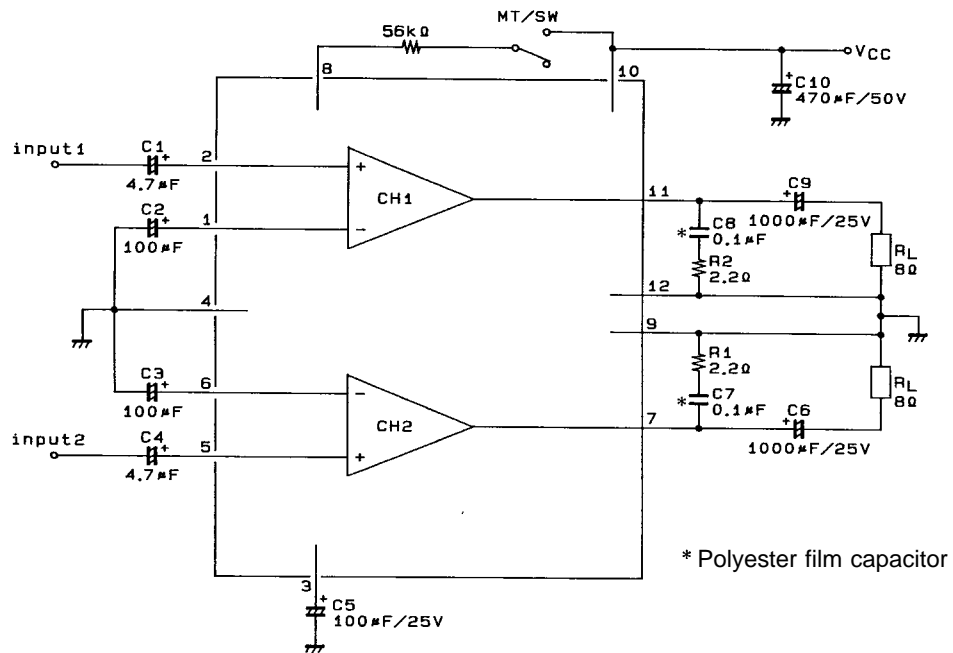 MT/SW
56kΩ
8
10
VCC
+
C10
470µF/50V
input1
C1
+
2
4.7µF
+
CH1
11
C9
+
1000µF/25V
C2
+
1
100µF
−
*
C8
0.1µF
R2
2.2Ω
RL
8Ω
4
12
9
C3
+
6
100µF
−
R1
2.2Ω
*
C7
0.1µF
RL
8Ω
CH2
7
C6
+
1000µF/25V
input2
C4
+
5
4.7µF
+
* Polyester film capacitor
3
+
C5
100µF/25V